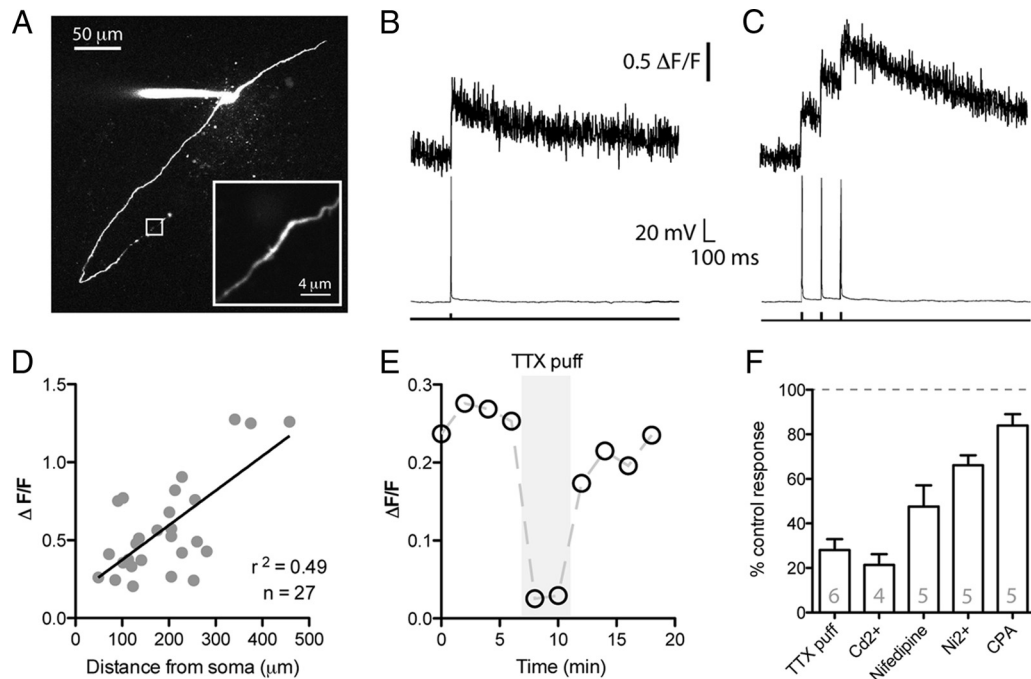 A
50 μm
4 μm
B
0.5 ΔF/F
20 mV
100 ms
C
D
Δ F/F
1.5
1.0
0.5
0.0
r² = 0.49
n = 27
0 100 200 300 400 500
Distance from soma (μm)
E
TTX puff
ΔF/F
0.3
0.2
0.1
0.0
0 5 10 15 20
Time (min)
F
% control response
100
80
60
40
20
0
6 4 5 5 5
TTX puff
Cd2+
Nifedipine
Ni2+
CPA